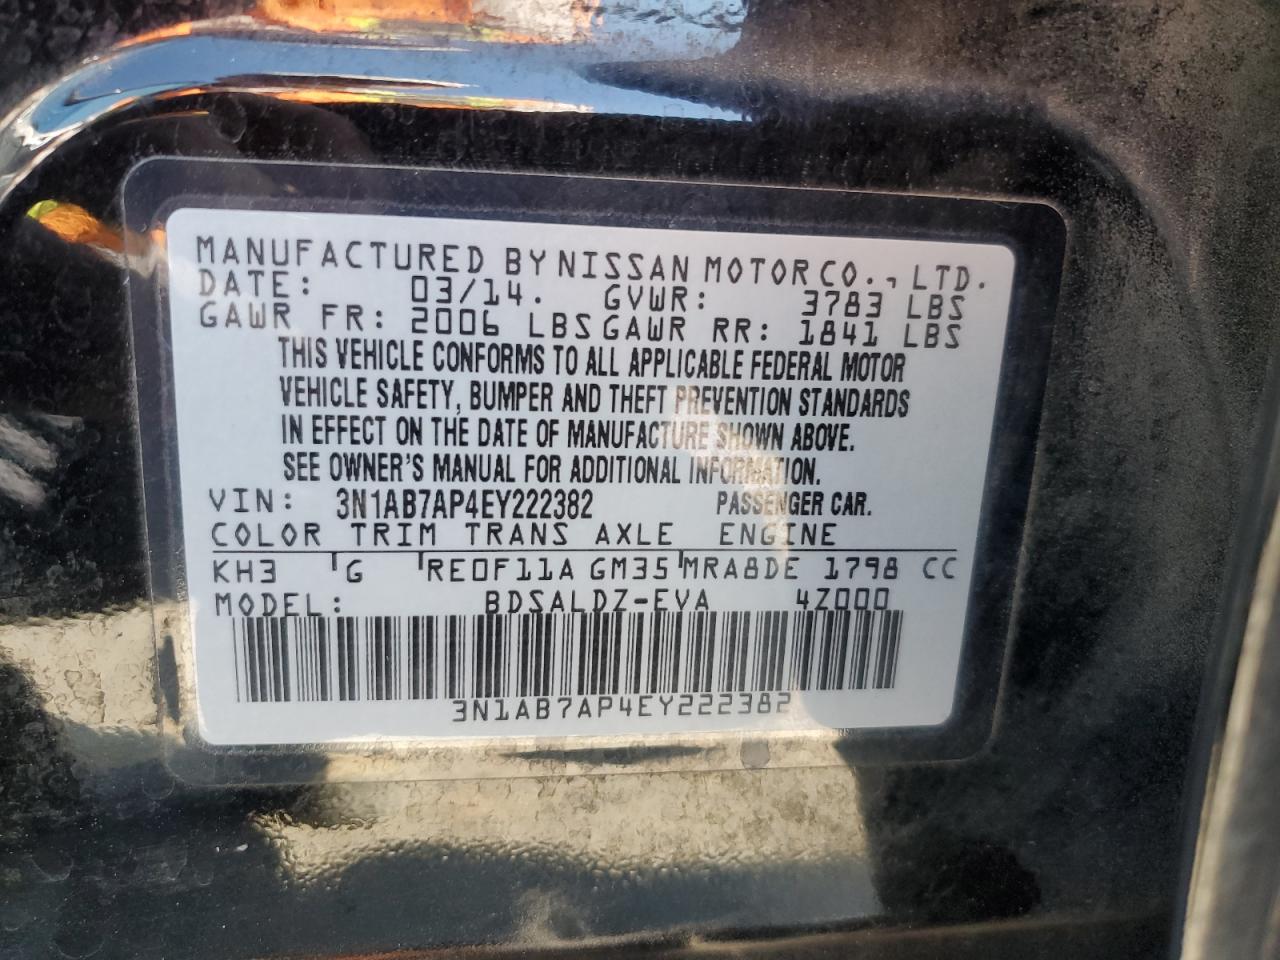 MANUFACTURED BY NISSAN MOTOR CO., LTD.
DATE: 03/14. GVWR: 3783 LBS
GAWR FR: 2006 LBS GAWR RR: 1841 LBS
THIS VEHICLE CONFORMS TO ALL APPLICABLE FEDERAL MOTOR
VEHICLE SAFETY, BUMPER AND THEFT PREVENTION STANDARDS
IN EFFECT ON THE DATE OF MANUFACTURE SHOWN ABOVE.
SEE OWNER'S MANUAL FOR ADDITIONAL INFORMATION.
VIN: 3N1AB7AP4EY222382 PASSENGER CAR.
COLOR TRIM TRANS AXLE ENGINE
KH3 G RE0F11A GM35 MRA8DE 1798 CC
MODEL: BDSALDZ-EVA 4Z000
3N1AB7AP4EY222382